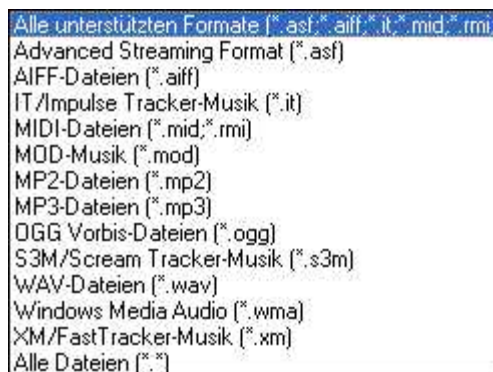 Alle unterstützten Formate (*.asf;*.aiff;*.it;*.mid;*.rmi
Advanced Streaming Format (*.asf)
AIFF-Dateien (*.aiff)
IT/Impulse Tracker-Musik (*.it)
MIDI-Dateien (*.mid;*.rmi)
MOD-Musik (*.mod)
MP2-Dateien (*.mp2)
MP3-Dateien (*.mp3)
OGG Vorbis-Dateien (*.ogg)
S3M/Scream Tracker-Musik (*.s3m)
WAV-Dateien (*.wav)
Windows Media Audio (*.wma)
XM/FastTracker-Musik (*.xm)
Alle Dateien (*.*)